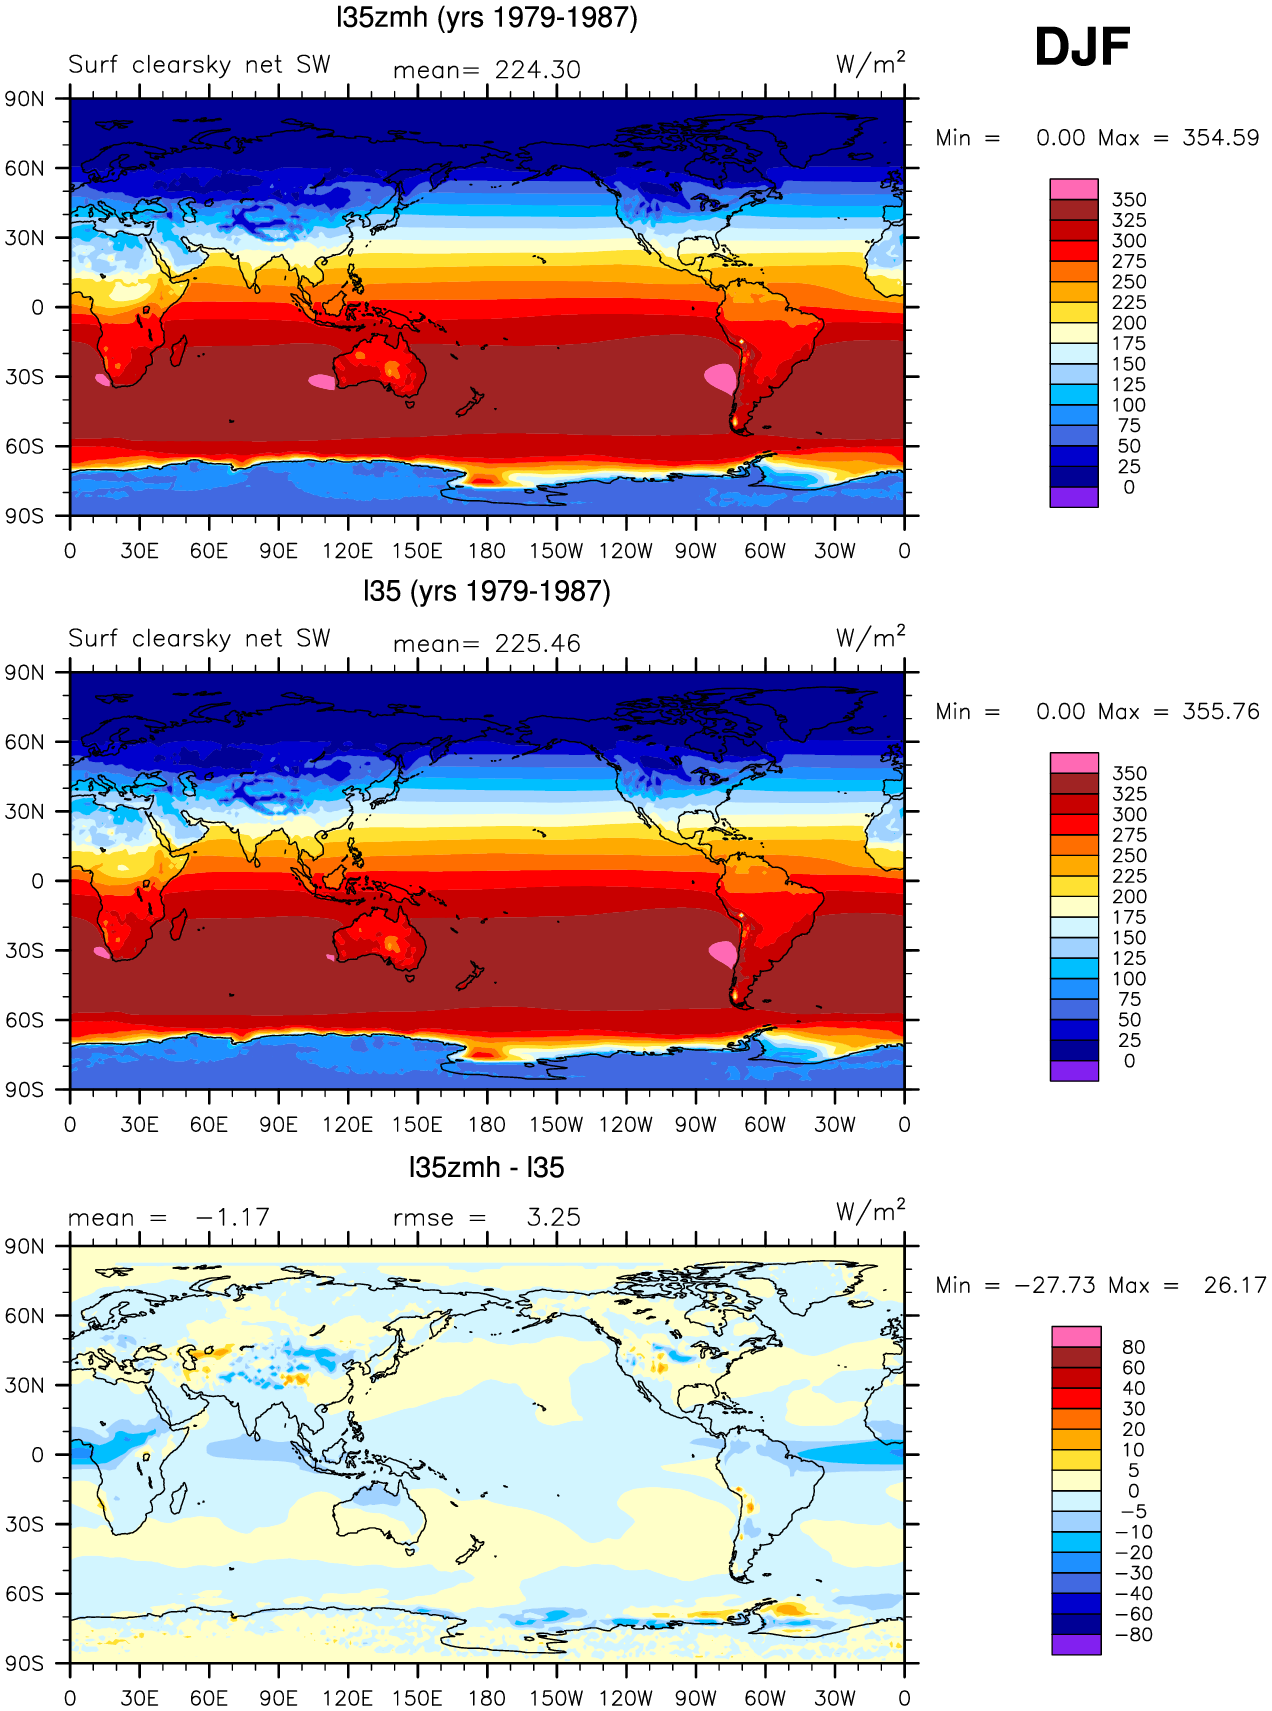 l35zmh (yrs 1979-1987)
DJF
Surf clearsky net SW mean= 224.30 W/m²
Min = 0.00 Max = 354.59
90N
60N
30N
0
30S
60S
90S
0 30E 60E 90E 120E 150E 180 150W 120W 90W 60W 30W 0
350
325
300
275
250
225
200
175
150
125
100
75
50
25
0
l35 (yrs 1979-1987)
Surf clearsky net SW mean= 225.46 W/m²
Min = 0.00 Max = 355.76
90N
60N
30N
0
30S
60S
90S
0 30E 60E 90E 120E 150E 180 150W 120W 90W 60W 30W 0
350
325
300
275
250
225
200
175
150
125
100
75
50
25
0
l35zmh - l35
mean = −1.17 rmse = 3.25 W/m²
Min = −27.73 Max = 26.17
90N
60N
30N
0
30S
60S
90S
0 30E 60E 90E 120E 150E 180 150W 120W 90W 60W 30W 0
80
60
40
30
20
10
5
0
−5
−10
−20
−30
−40
−60
−80